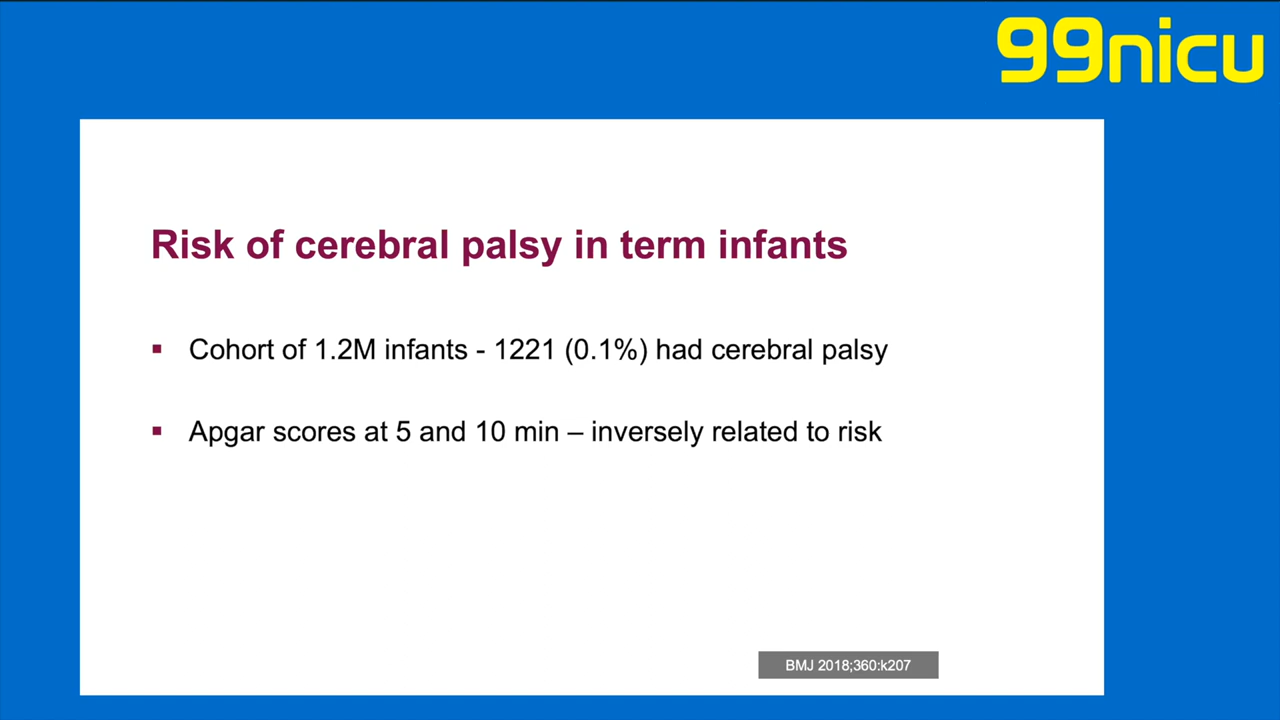 99nicu
Risk of cerebral palsy in term infants
▪ Cohort of 1.2M infants - 1221 (0.1%) had cerebral palsy
▪ Apgar scores at 5 and 10 min – inversely related to risk
BMJ 2018;360:k207